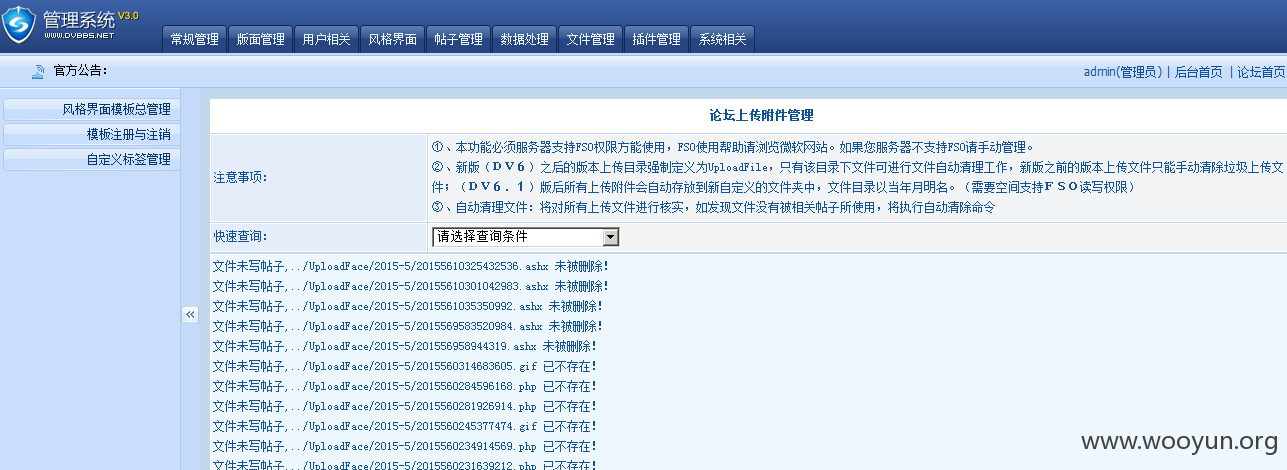 管理系统 V3.0
WWW.DVBBS.NET
常规管理 版面管理 用户相关 风格界面 帖子管理 数据处理 文件管理 插件管理 系统相关
官方公告：
admin(管理员) | 后台首页 | 论坛首页
风格界面模板总管理
模板注册与注销
自定义标签管理
论坛上传附件管理
注意事项：
①、本功能必须服务器支持FSO权限方能使用，FSO使用帮助请浏览微软网站。如果您服务器不支持FSO请手动管理。
②、新版（ＤＶ６）之后的版本上传目录强制定义为UploadFile，只有该目录下文件可进行文件自动清理工作，新版之前的版本上传文件只能手动清除垃圾上传文
件；（ＤＶ６．１）版后所有上传附件会自动存放到新自定义的文件夹中，文件目录以当年月明名。（需要空间支持ＦＳＯ读写权限）
③、自动清理文件：将对所有上传文件进行核实，如发现文件没有被相关帖子所使用，将执行自动清除命令
快速查询：
请选择查询条件
文件未写帖子,../UploadFace/2015-5/20155610325432536.ashx 未被删除！
文件未写帖子,../UploadFace/2015-5/20155610301042983.ashx 未被删除！
文件未写帖子,../UploadFace/2015-5/2015561035350992.ashx 未被删除！
文件未写帖子,../UploadFace/2015-5/2015569583520984.ashx 未被删除！
文件未写帖子,../UploadFace/2015-5/201556958944319.ashx 未被删除！
文件未写帖子,../UploadFace/2015-5/2015560314683605.gif 已不存在！
文件未写帖子,../UploadFace/2015-5/2015560284596168.php 已不存在！
文件未写帖子,../UploadFace/2015-5/2015560281926914.php 已不存在！
文件未写帖子,../UploadFace/2015-5/2015560245377474.gif 已不存在！
文件未写帖子,../UploadFace/2015-5/2015560234914569.php 已不存在！
文件未写帖子,../UploadFace/2015-5/2015560231639212.php 已不存在！
www.wooyun.org